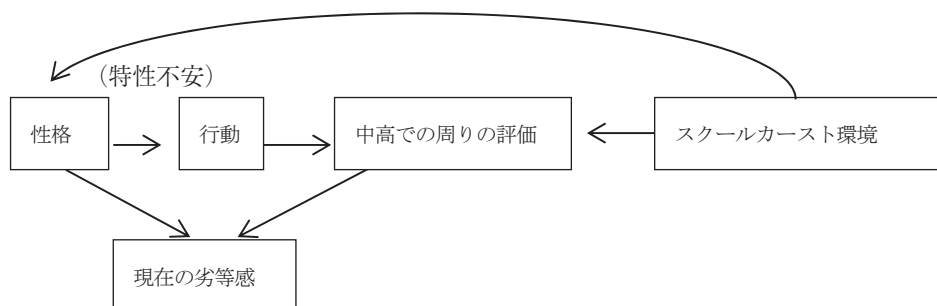 （特性不安）
性格
行動
中高での周りの評価
スクールカースト環境
現在の劣等感